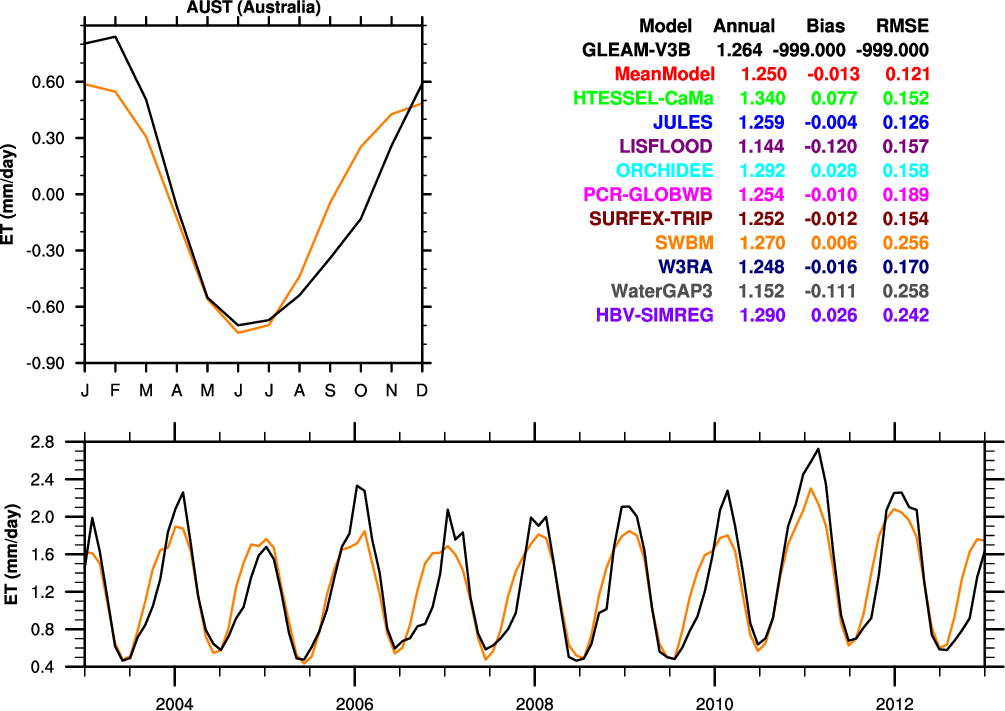 AUST (Australia)
ET (mm/day)
0.60
0.30
0.00
-0.30
-0.60
-0.90
J F M A M J J A S O N D
Model Annual Bias RMSE
GLEAM-V3B 1.264 -999.000 -999.000
MeanModel 1.250 -0.013 0.121
HTESSEL-CaMa 1.340 0.077 0.152
JULES 1.259 -0.004 0.126
LISFLOOD 1.144 -0.120 0.157
ORCHIDEE 1.292 0.028 0.158
PCR-GLOBWB 1.254 -0.010 0.189
SURFEX-TRIP 1.252 -0.012 0.154
SWBM 1.270 0.006 0.256
W3RA 1.248 -0.016 0.170
WaterGAP3 1.152 -0.111 0.258
HBV-SIMREG 1.290 0.026 0.242
ET (mm/day)
2.8
2.4
2.0
1.6
1.2
0.8
0.4
2004 2006 2008 2010 2012